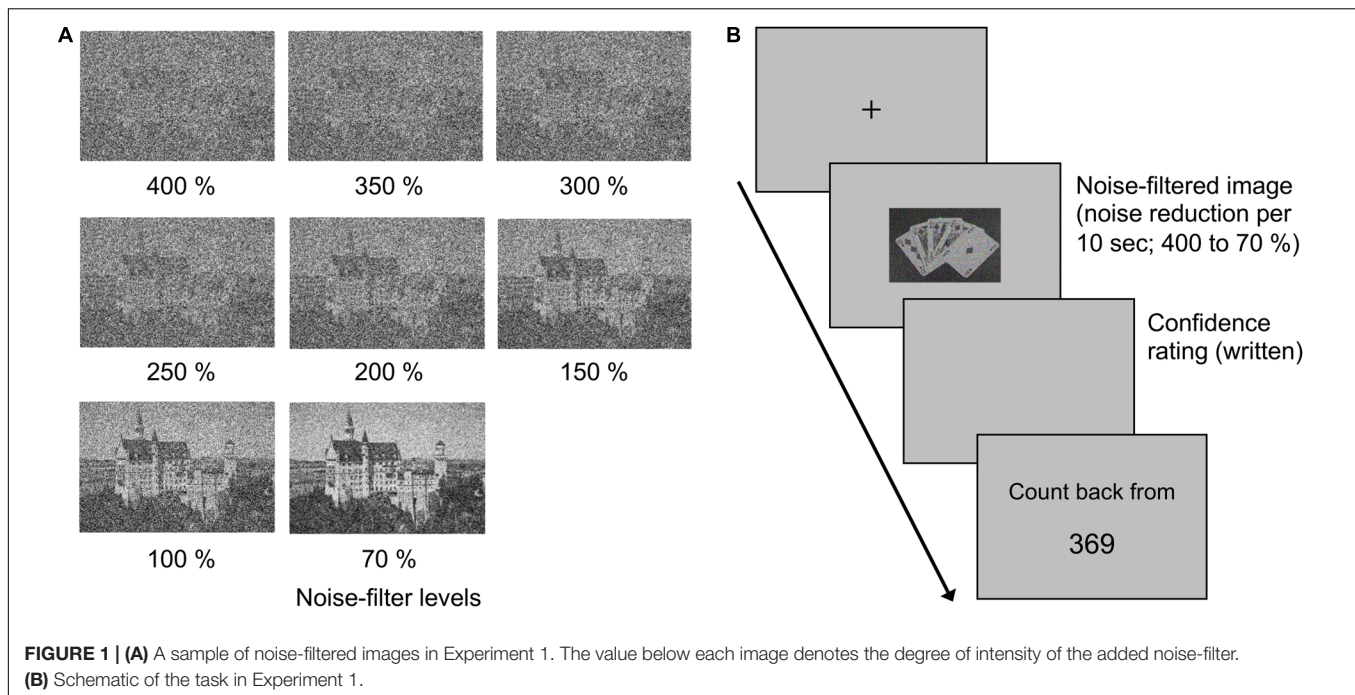 A
400 %
350 %
300 %
250 %
200 %
150 %
100 %
70 %
Noise-filter levels
B
+
Noise-filtered image
(noise reduction per
10 sec; 400 to 70 %)
Confidence
rating (written)
Count back from
369
FIGURE 1 | (A) A sample of noise-filtered images in Experiment 1. The value below each image denotes the degree of intensity of the added noise-filter.
(B) Schematic of the task in Experiment 1.